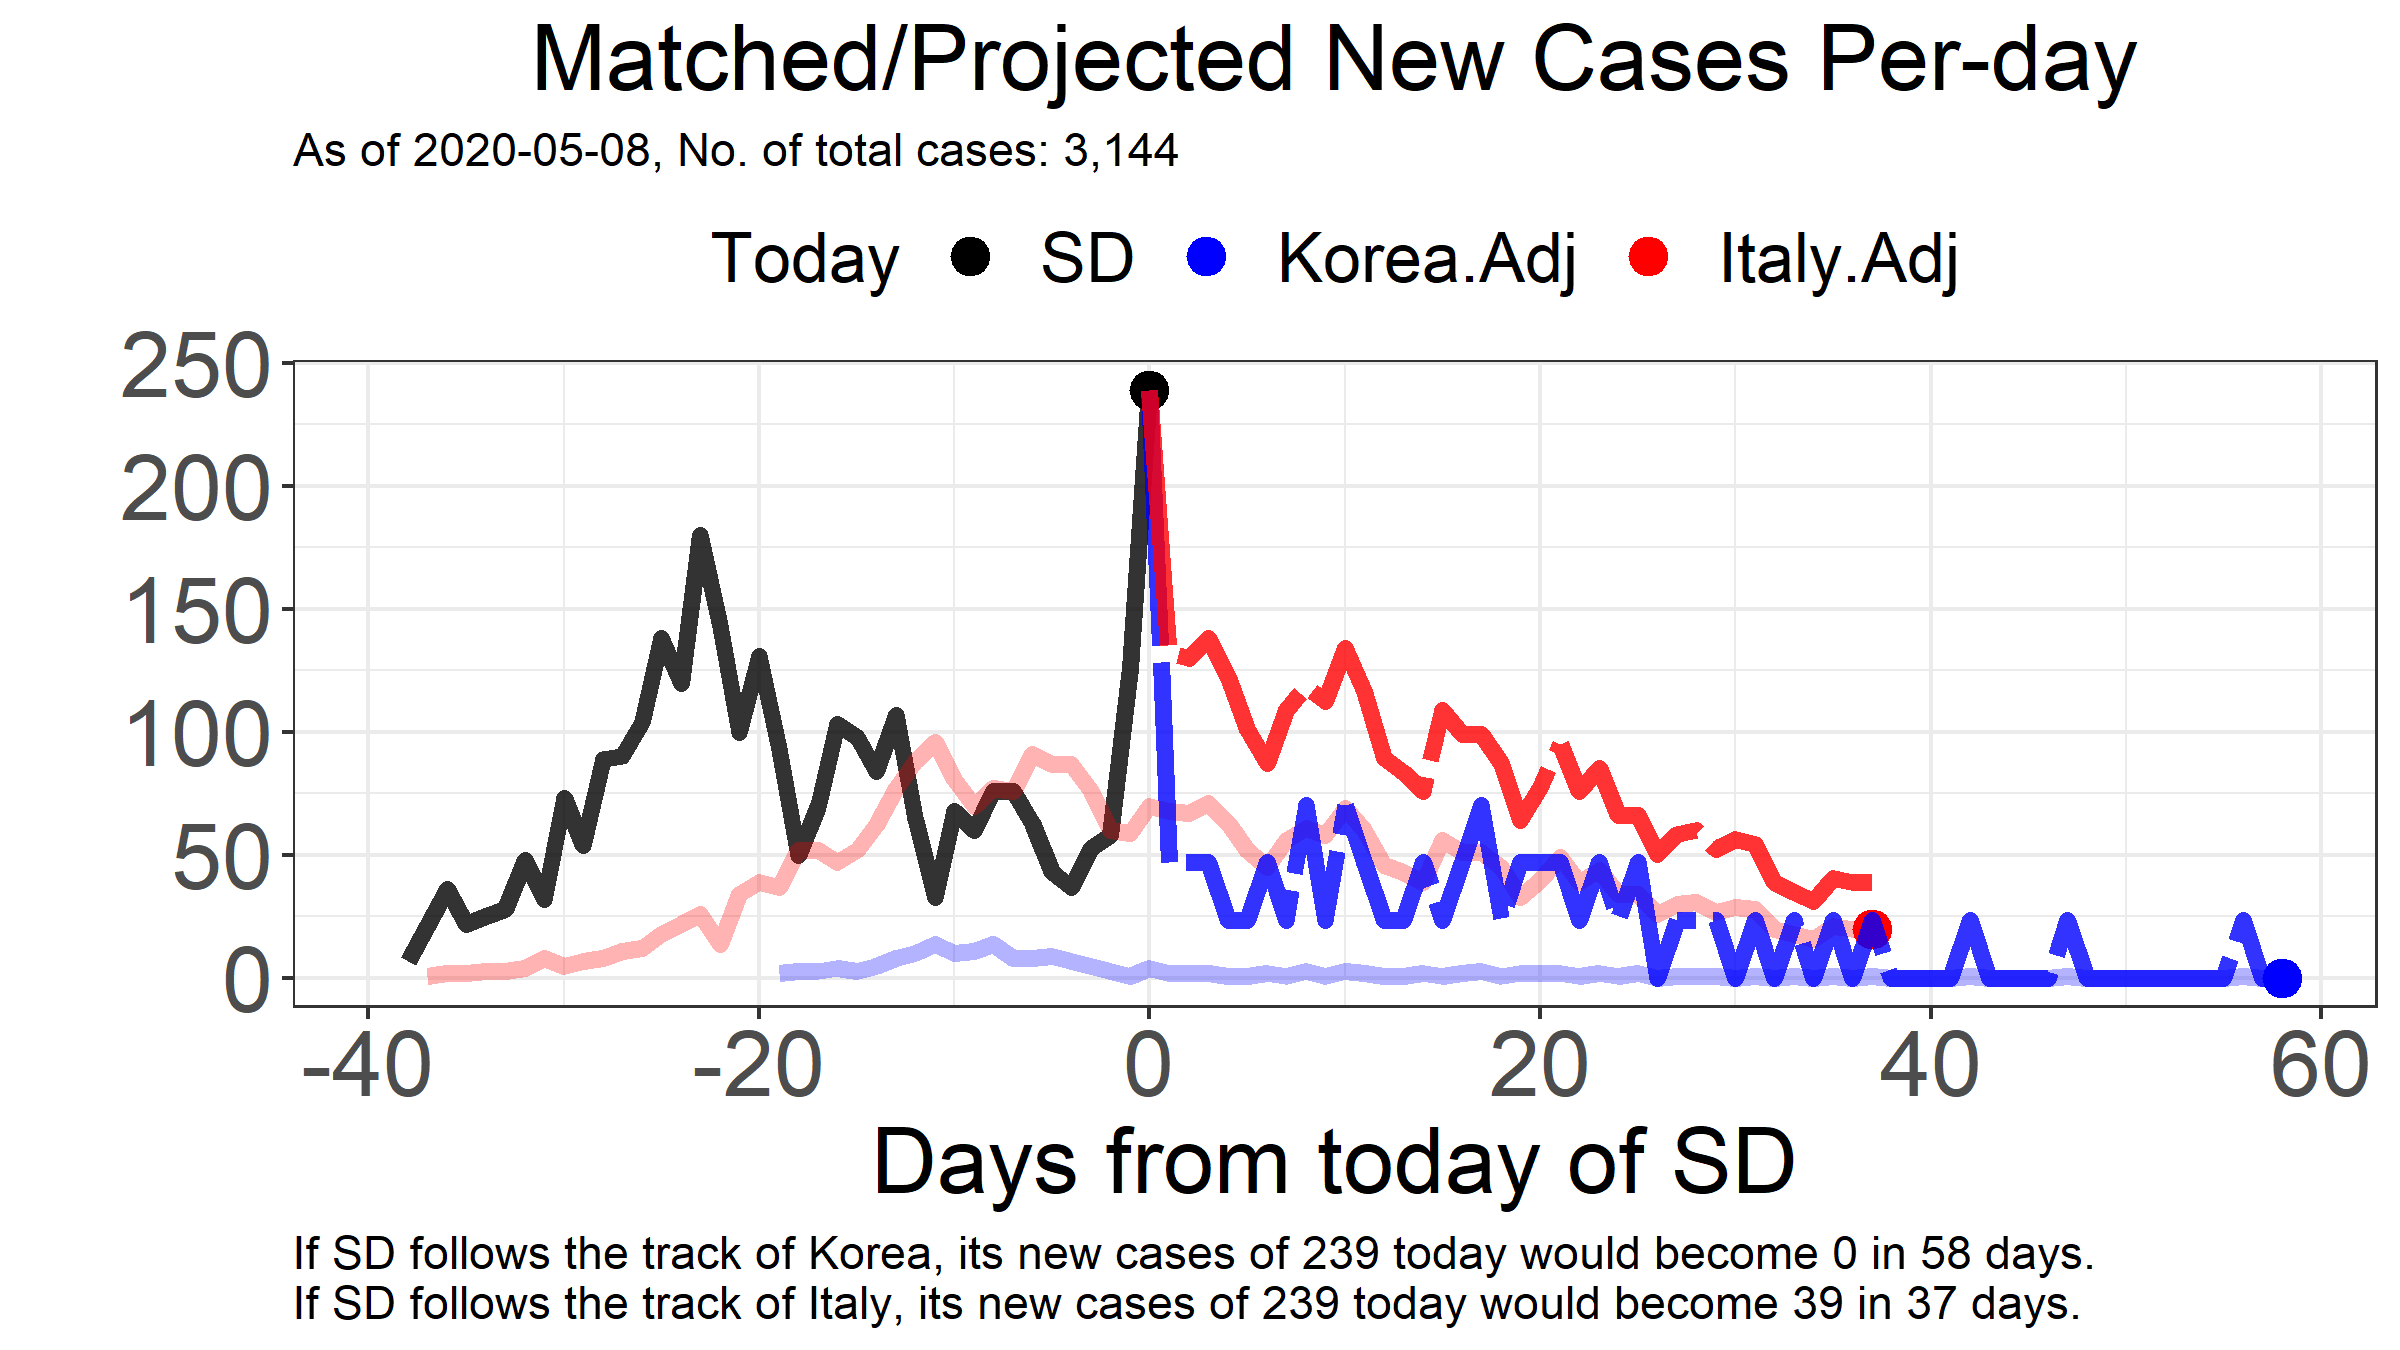 Matched/Projected New Cases Per-day
As of 2020-05-08, No. of total cases: 3,144
Today SD Korea.Adj Italy.Adj
250
200
150
100
50
0
-40 -20 0 20 40 60
Days from today of SD
If SD follows the track of Korea, its new cases of 239 today would become 0 in 58 days.
If SD follows the track of Italy, its new cases of 239 today would become 39 in 37 days.